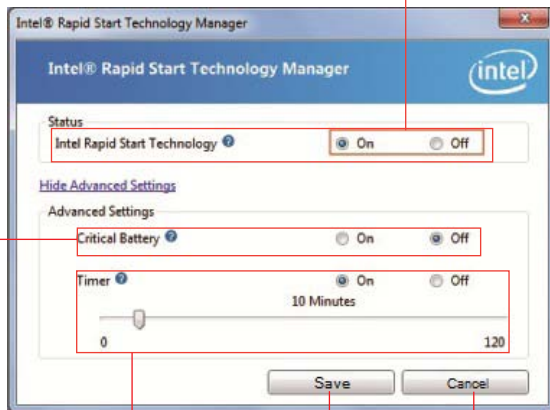 Intel® Rapid Start Technology Manager
Intel® Rapid Start Technology Manager
intel
Status
Intel Rapid Start Technology ? On Off
Hide Advanced Settings
Advanced Settings
Critical Battery ? On Off
Timer ? On Off
10 Minutes
0 120
Save Cancel